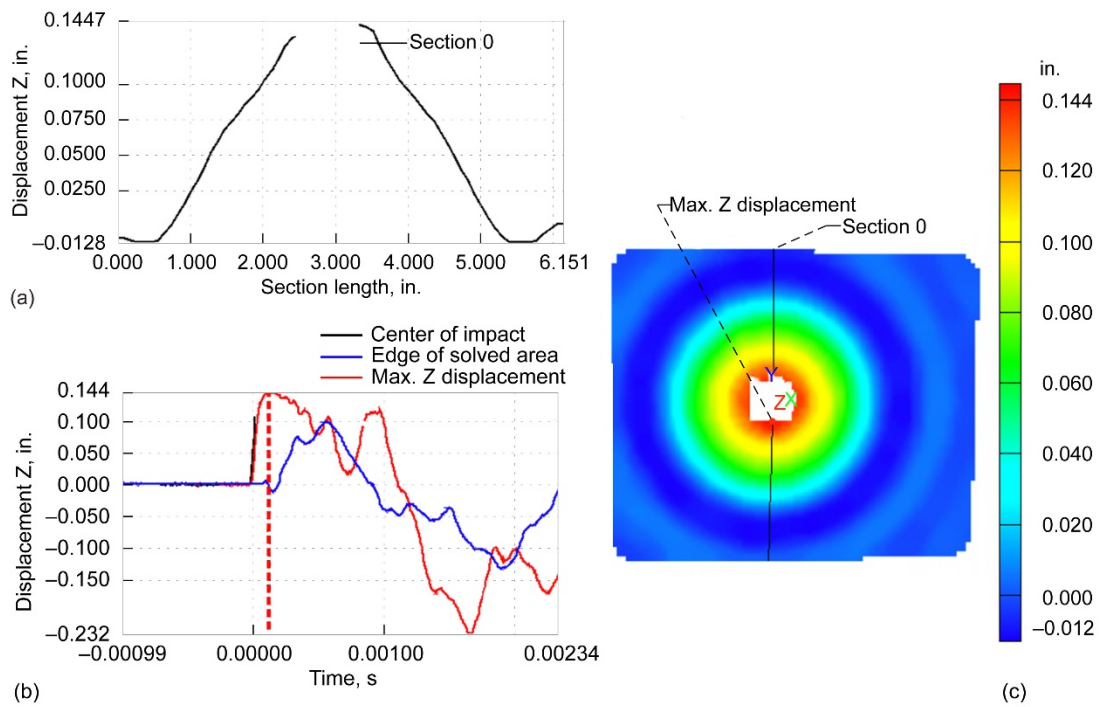 0.1447
0.1000
0.0750
0.0500
0.0250
–0.0128
Displacement Z, in.
Section 0
0.000 1.000 2.000 3.000 4.000 5.000 6.151
Section length, in.
(a)
Center of impact
Edge of solved area
Max. Z displacement
0.144
0.100
0.050
0.000
–0.050
–0.100
–0.150
–0.232
Displacement Z, in.
–0.00099 0.00000 0.00100 0.00234
Time, s
(b)
Max. Z displacement
Section 0
Y
Z X
in.
0.144
0.120
0.100
0.080
0.060
0.040
0.020
0.000
–0.012
(c)